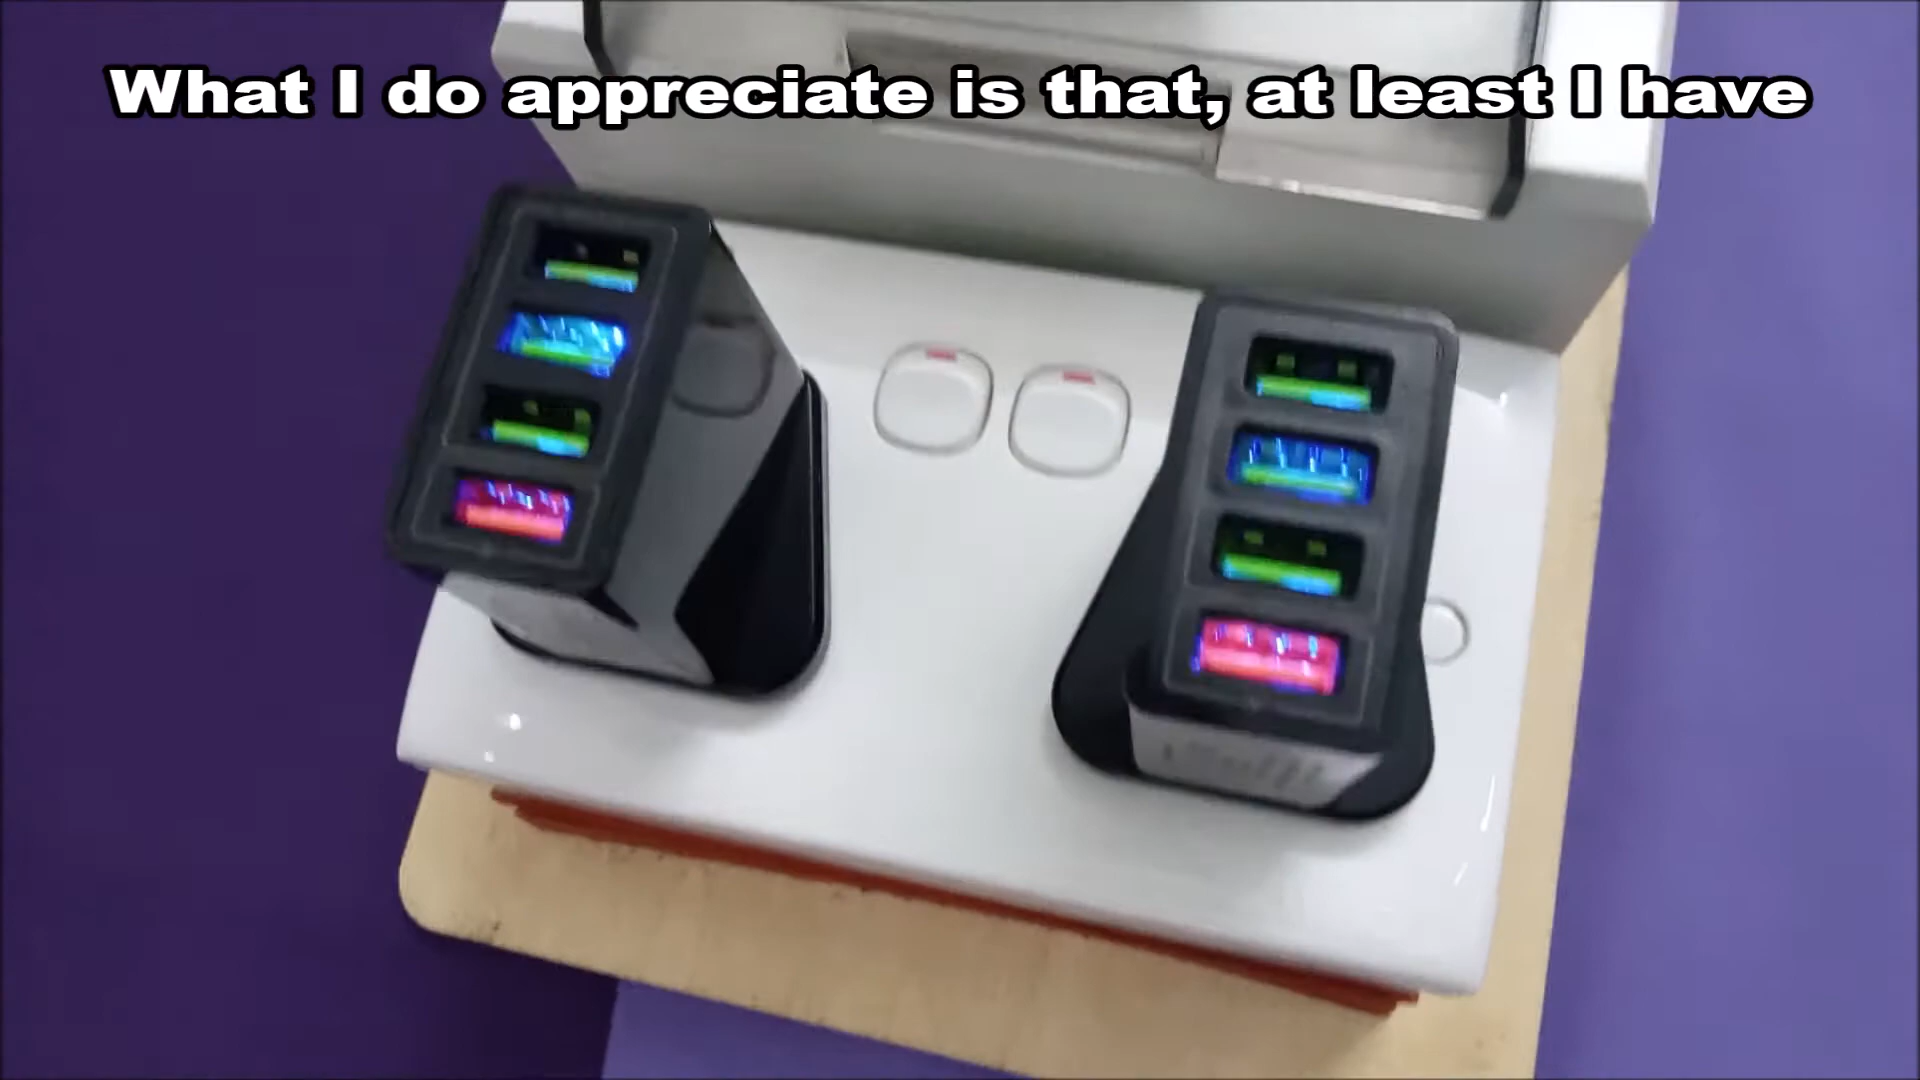 What I do appreciate is that, at least I have